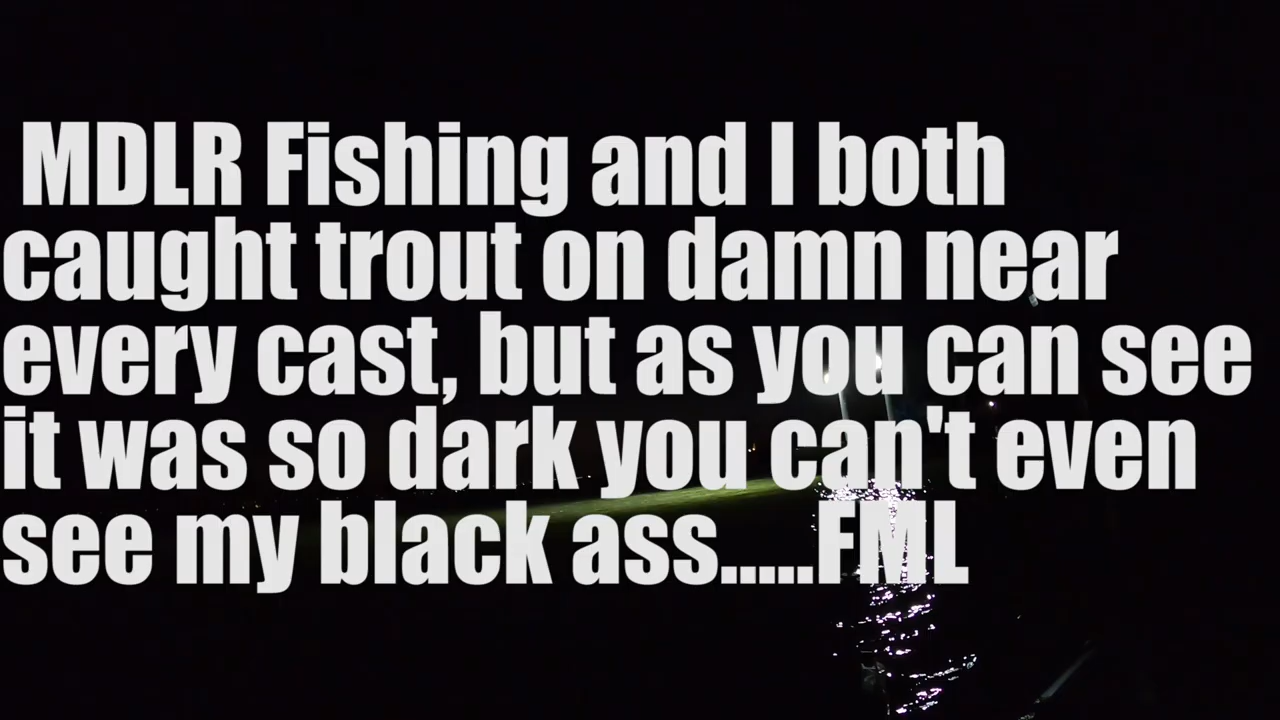 MDLR Fishing and I both
caught trout on damn near
every cast, but as you can see
it was so dark you can't even
see my black ass.....FML